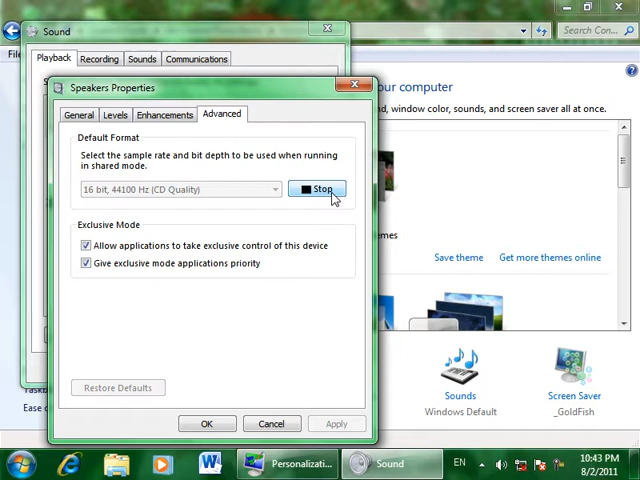 Sound
Search Con...
Playback
Recording
Sounds
Communications
Fil
Speakers Properties
our computer
General
Levels
Enhancements
Advanced
d, window color, sounds, and screen saver all at once.
Default Format
Select the sample rate and bit depth to be used when running
in shared mode.
16 bit, 44100 Hz (CD Quality)
Stop
Exclusive Mode
emes
Allow applications to take exclusive control of this device
Save theme
Get more themes online
Give exclusive mode applications priority
Restore Defaults
Sounds
Windows Default
Screen Saver
_GoldFish
Ease c
OK
Cancel
Apply
Personalizati...
Sound
EN
10:43 PM
8/2/2011